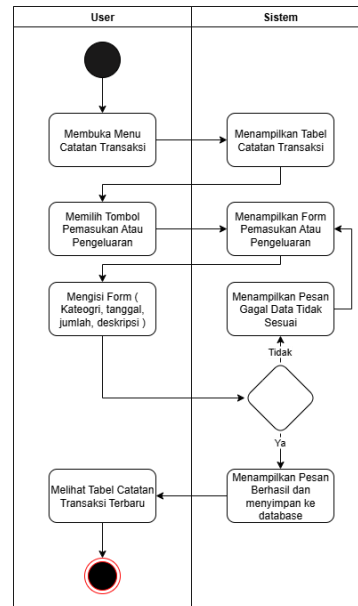 User
Sistem
Membuka Menu
Catatan Transaksi
Menampilkan Tabel
Catatan Transaksi
Memilih Tombol
Pemasukan Atau
Pengeluaran
Menampilkan Form
Pemasukan Atau
Pengeluaran
Mengisi Form (
Kateogri, tanggal,
jumlah, deskripsi )
Menampilkan Pesan
Gagal Data Tidak
Sesuai
Tidak
Ya
Melihat Tabel Catatan
Transaksi Terbaru
Menampilkan Pesan
Berhasil dan
menyimpan ke
database